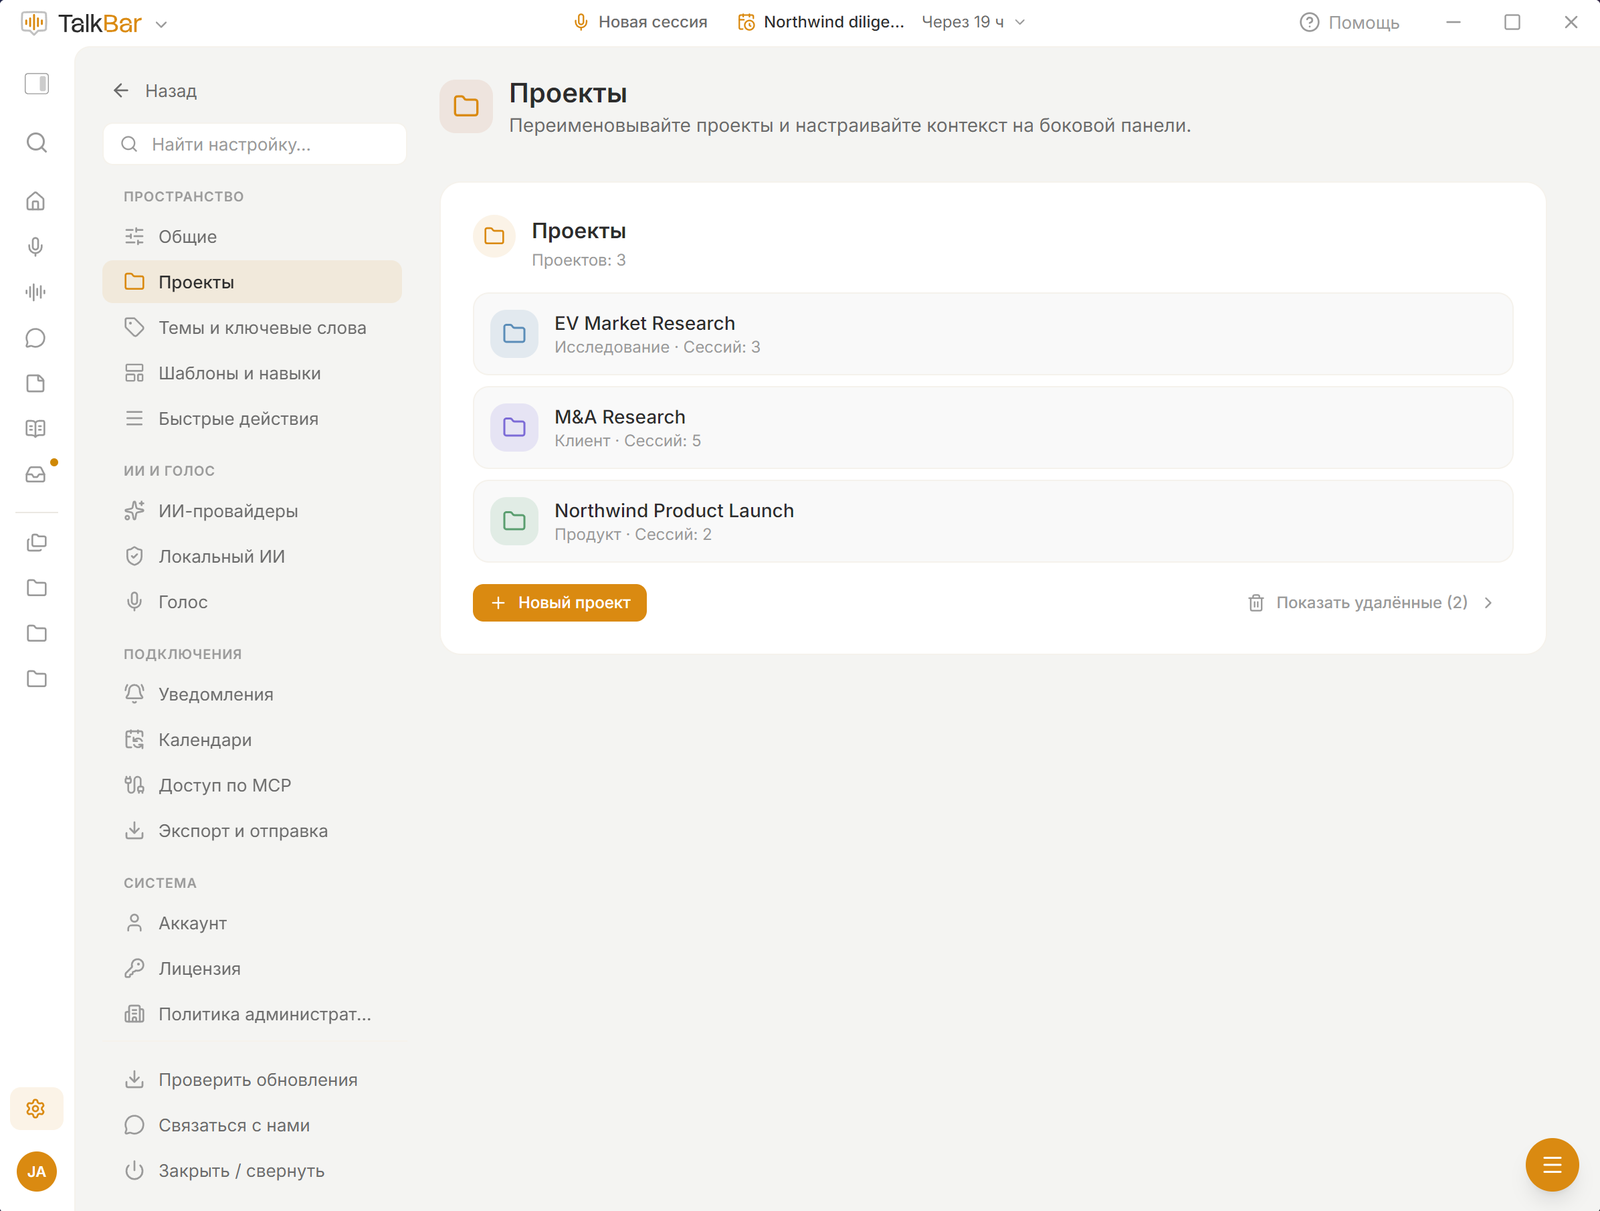 TalkBar
Новая сессия
Northwind dilige...
Через 19 ч
Помощь
Назад
Найти настройку...
ПРОСТРАНСТВО
Общие
Проекты
Темы и ключевые слова
Шаблоны и навыки
Быстрые действия
ИИ И ГОЛОС
ИИ-провайдеры
Локальный ИИ
Голос
ПОДКЛЮЧЕНИЯ
Уведомления
Календари
Доступ по MCP
Экспорт и отправка
СИСТЕМА
Аккаунт
Лицензия
Политика администрат...
Проверить обновления
Связаться с нами
Закрыть / свернуть
JA
Проекты
Переименовывайте проекты и настраивайте контекст на боковой панели.
Проекты
Проектов: 3
EV Market Research
Исследование · Сессий: 3
M&A Research
Клиент · Сессий: 5
Northwind Product Launch
Продукт · Сессий: 2
Новый проект
Показать удалённые (2)